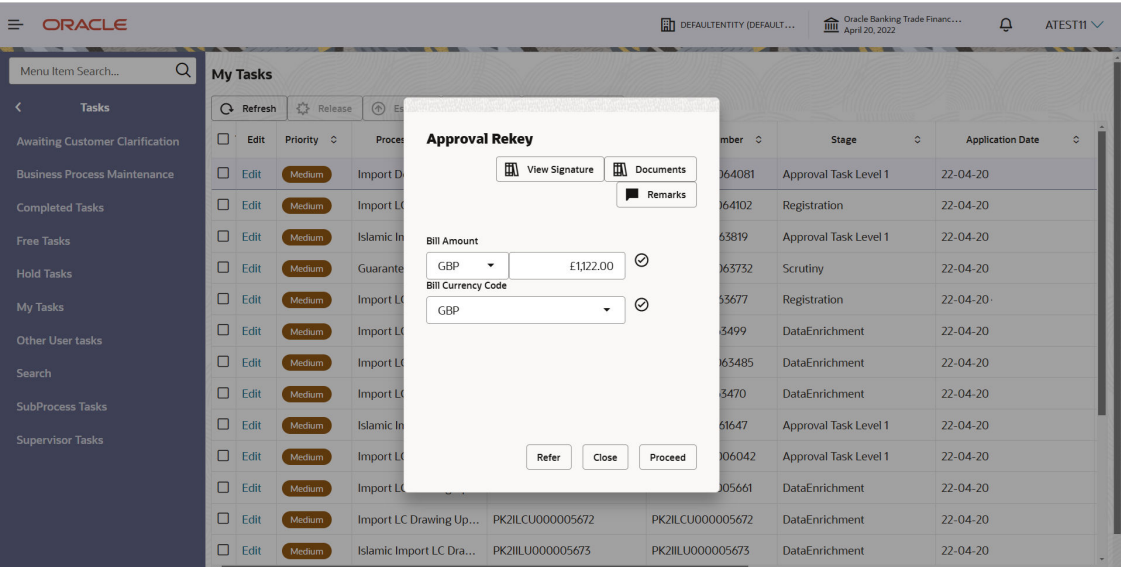 ORACLE
DEFAULTENTITY (DEFAULT...
Oracle Banking Trade Financ...
April 20, 2022
ATEST11
Menu Item Search...
My Tasks
Tasks
Refresh
Release
Es
Awaiting Customer Clarification
Business Process Maintenance
Completed Tasks
Free Tasks
Hold Tasks
My Tasks
Other User tasks
Search
SubProcess Tasks
Supervisor Tasks
Edit Priority Proces mber Stage Application Date
Edit Medium Import D 064081 Approval Task Level 1 22-04-20
Edit Medium Import LC 064102 Registration 22-04-20
Edit Medium Islamic Im 63819 Approval Task Level 1 22-04-20
Edit Medium Guarante 063732 Scrutiny 22-04-20
Edit Medium Import LC 63677 Registration 22-04-20
Edit Medium Import LC 3499 DataEnrichment 22-04-20
Edit Medium Import LC 063485 DataEnrichment 22-04-20
Edit Medium Import LC 3470 DataEnrichment 22-04-20
Edit Medium Islamic Im 61647 Approval Task Level 1 22-04-20
Edit Medium Import LC 006042 Approval Task Level 1 22-04-20
Edit Medium Import LC 005661 DataEnrichment 22-04-20
Edit Medium Import LC Drawing Up... PK2ILCU000005672 PK2ILCU000005672 DataEnrichment 22-04-20
Edit Medium Islamic Import LC Dra... PK2IILU000005673 PK2IILU000005673 DataEnrichment 22-04-20
Approval Rekey
View Signature
Documents
Remarks
Bill Amount
GBP £1,122.00
Bill Currency Code
GBP
Refer Close Proceed